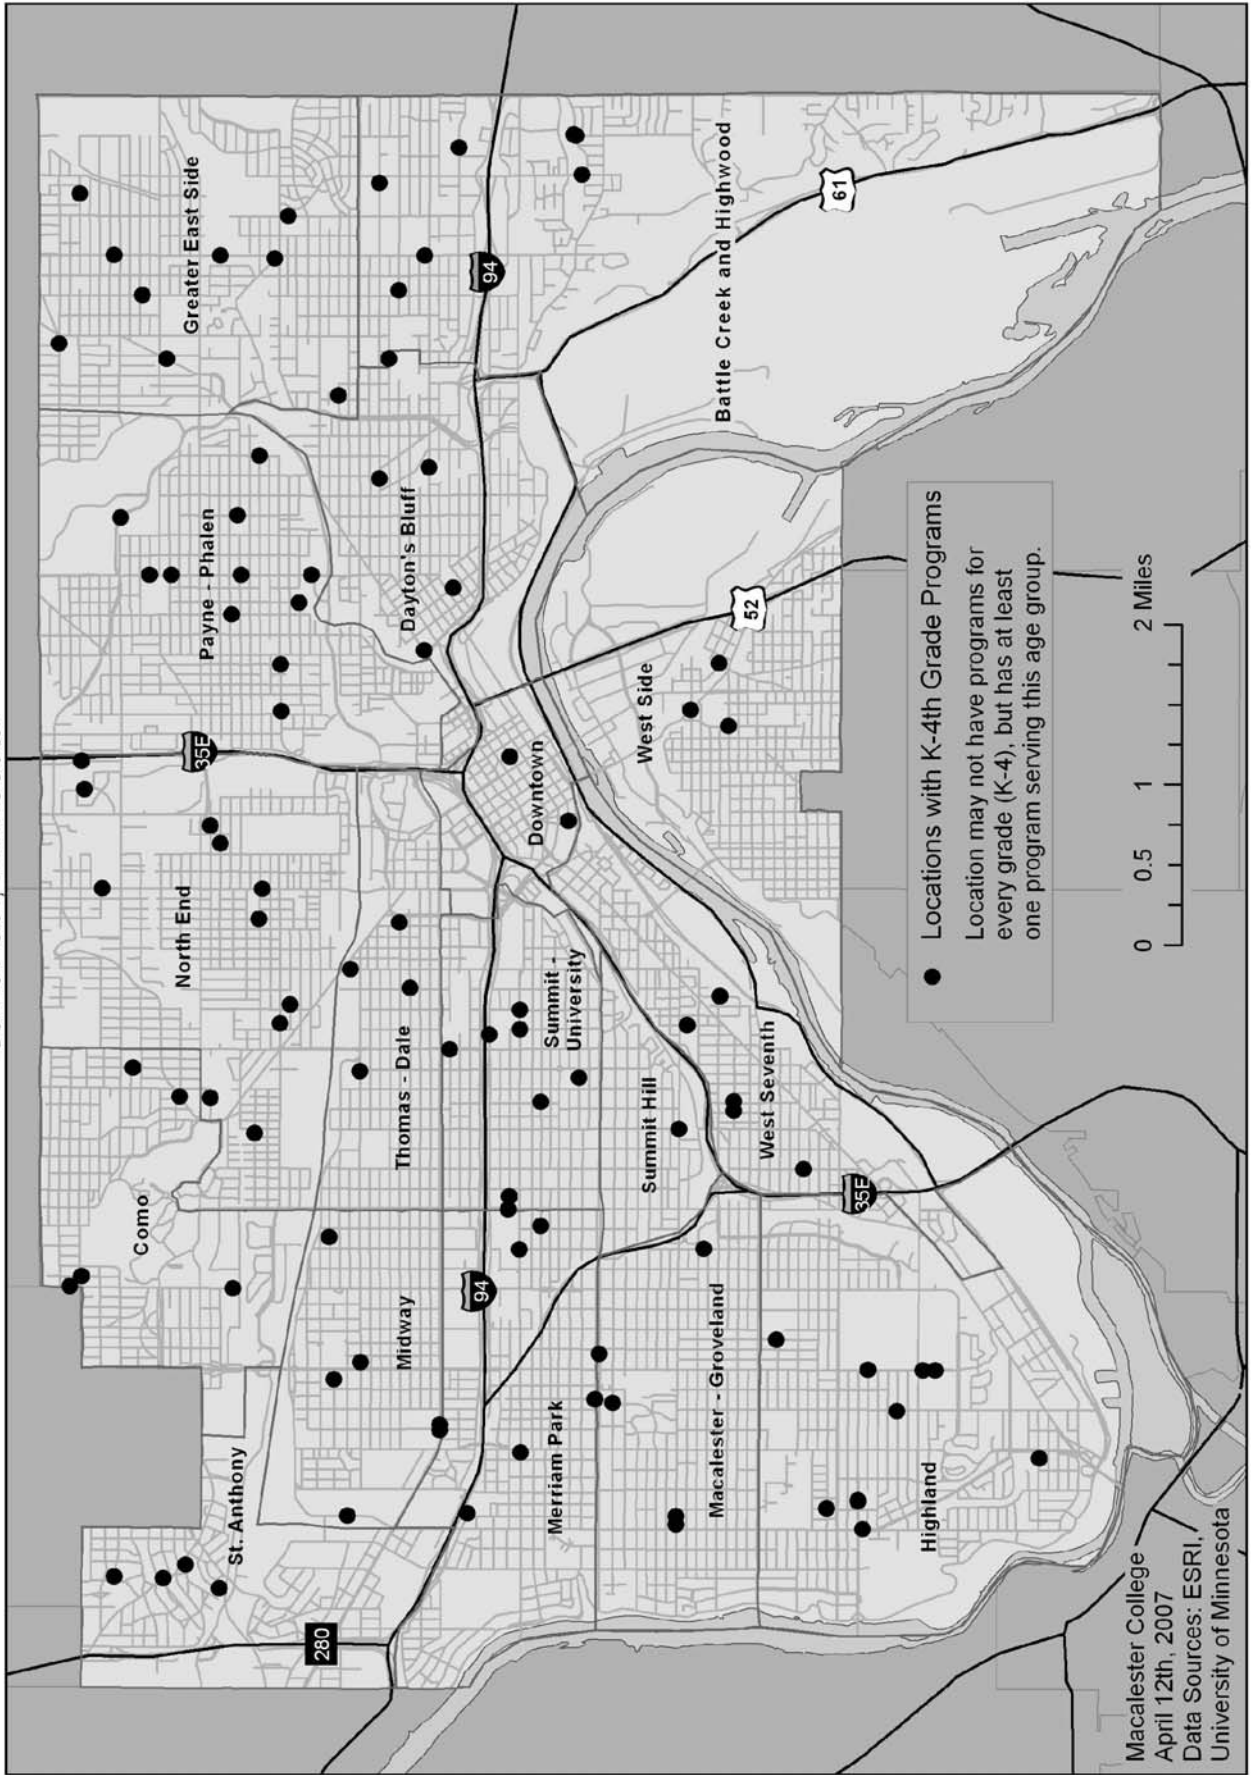 St. Anthony
Como
North End
Payne - Phalen
Greater East Side
280
35E
Midway
Thomas - Dale
Dayton's Bluff
94
94
Merriam Park
Summit -
University
Downtown
Summit Hill
West Side
Macalester - Groveland
West Seventh
Battle Creek and Highwood
52
61
35E
Highland
Locations with K-4th Grade Programs
Location may not have programs for
every grade (K-4), but has at least
one program serving this age group.
0 0.5 1 2 Miles
Macalester College
April 12th, 2007
Data Sources: ESRI,
University of Minnesota